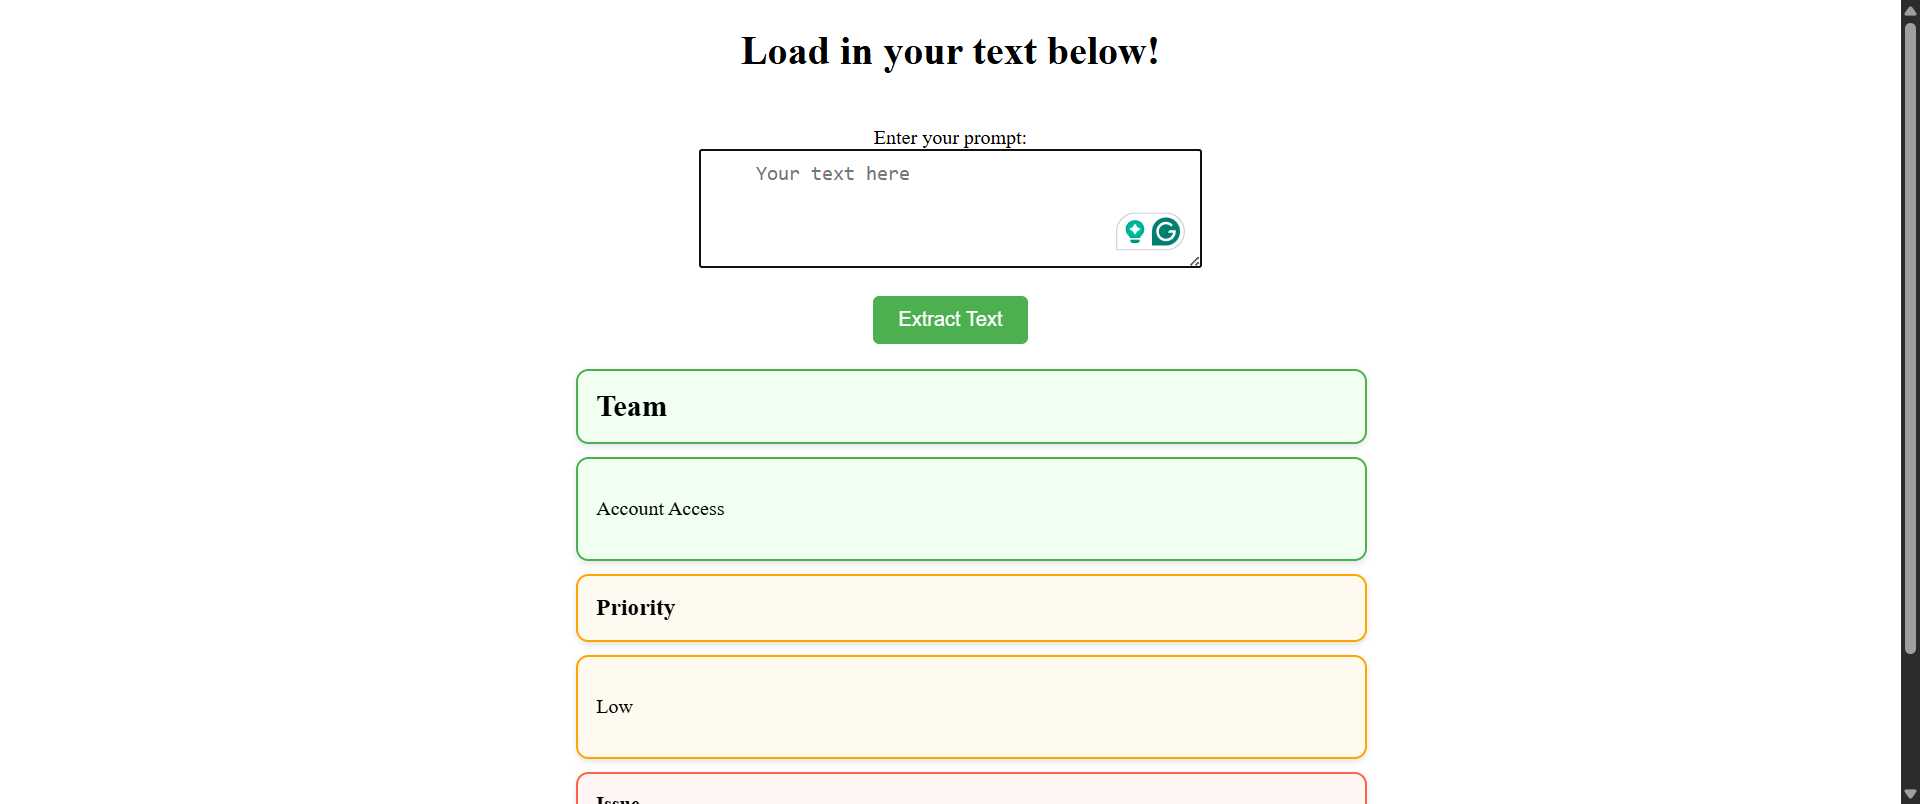 Load in your text below!
Enter your prompt:
Your text here
Extract Text
Team
Account Access
Priority
Low
Issue